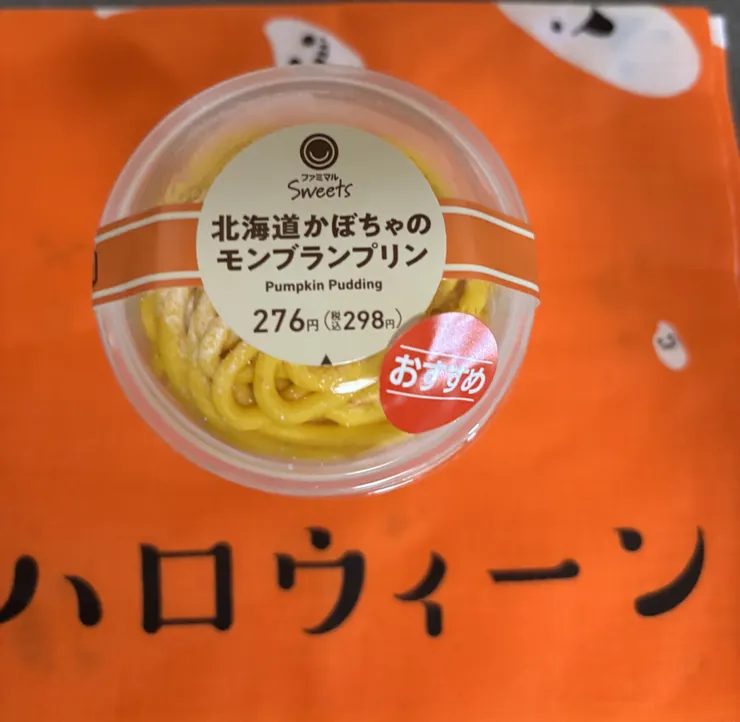 ファミマル
Sweets
北海道かぼちゃの
モンブランプリン
Pumpkin Pudding
276円(税込298円)
おすすめ
ハロウィーン